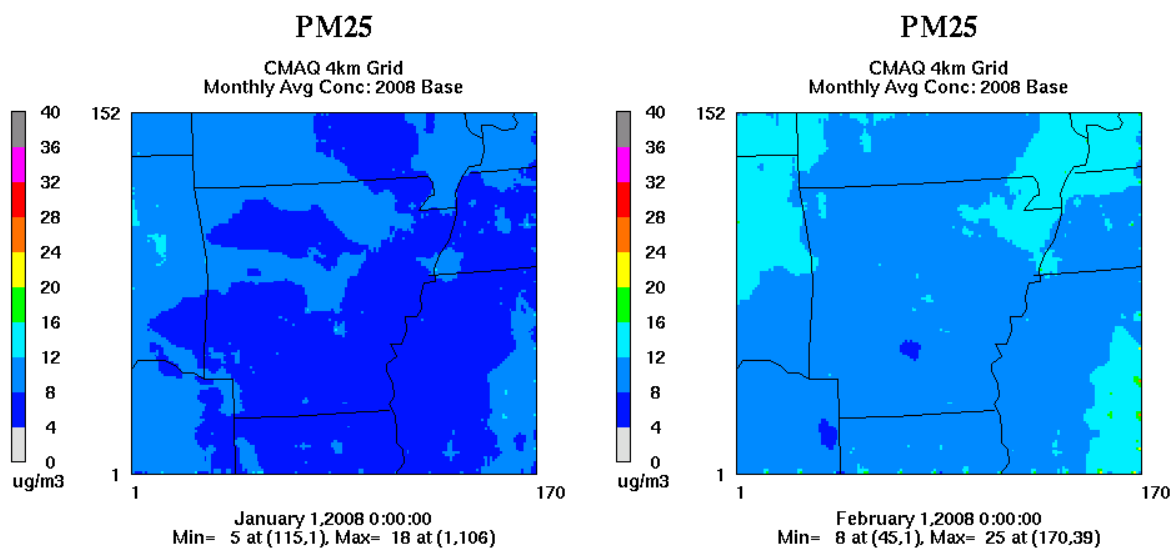 PM25
CMAQ 4km Grid
Monthly Avg Conc: 2008 Base
40
36
32
28
24
20
16
12
8
4
0
ug/m3
152
1
1
170
January 1,2008 0:00:00
Min= 5 at (115,1), Max= 18 at (1,106)
PM25
CMAQ 4km Grid
Monthly Avg Conc: 2008 Base
40
36
32
28
24
20
16
12
8
4
0
ug/m3
152
1
1
170
February 1,2008 0:00:00
Min= 8 at (45,1), Max= 25 at (170,39)